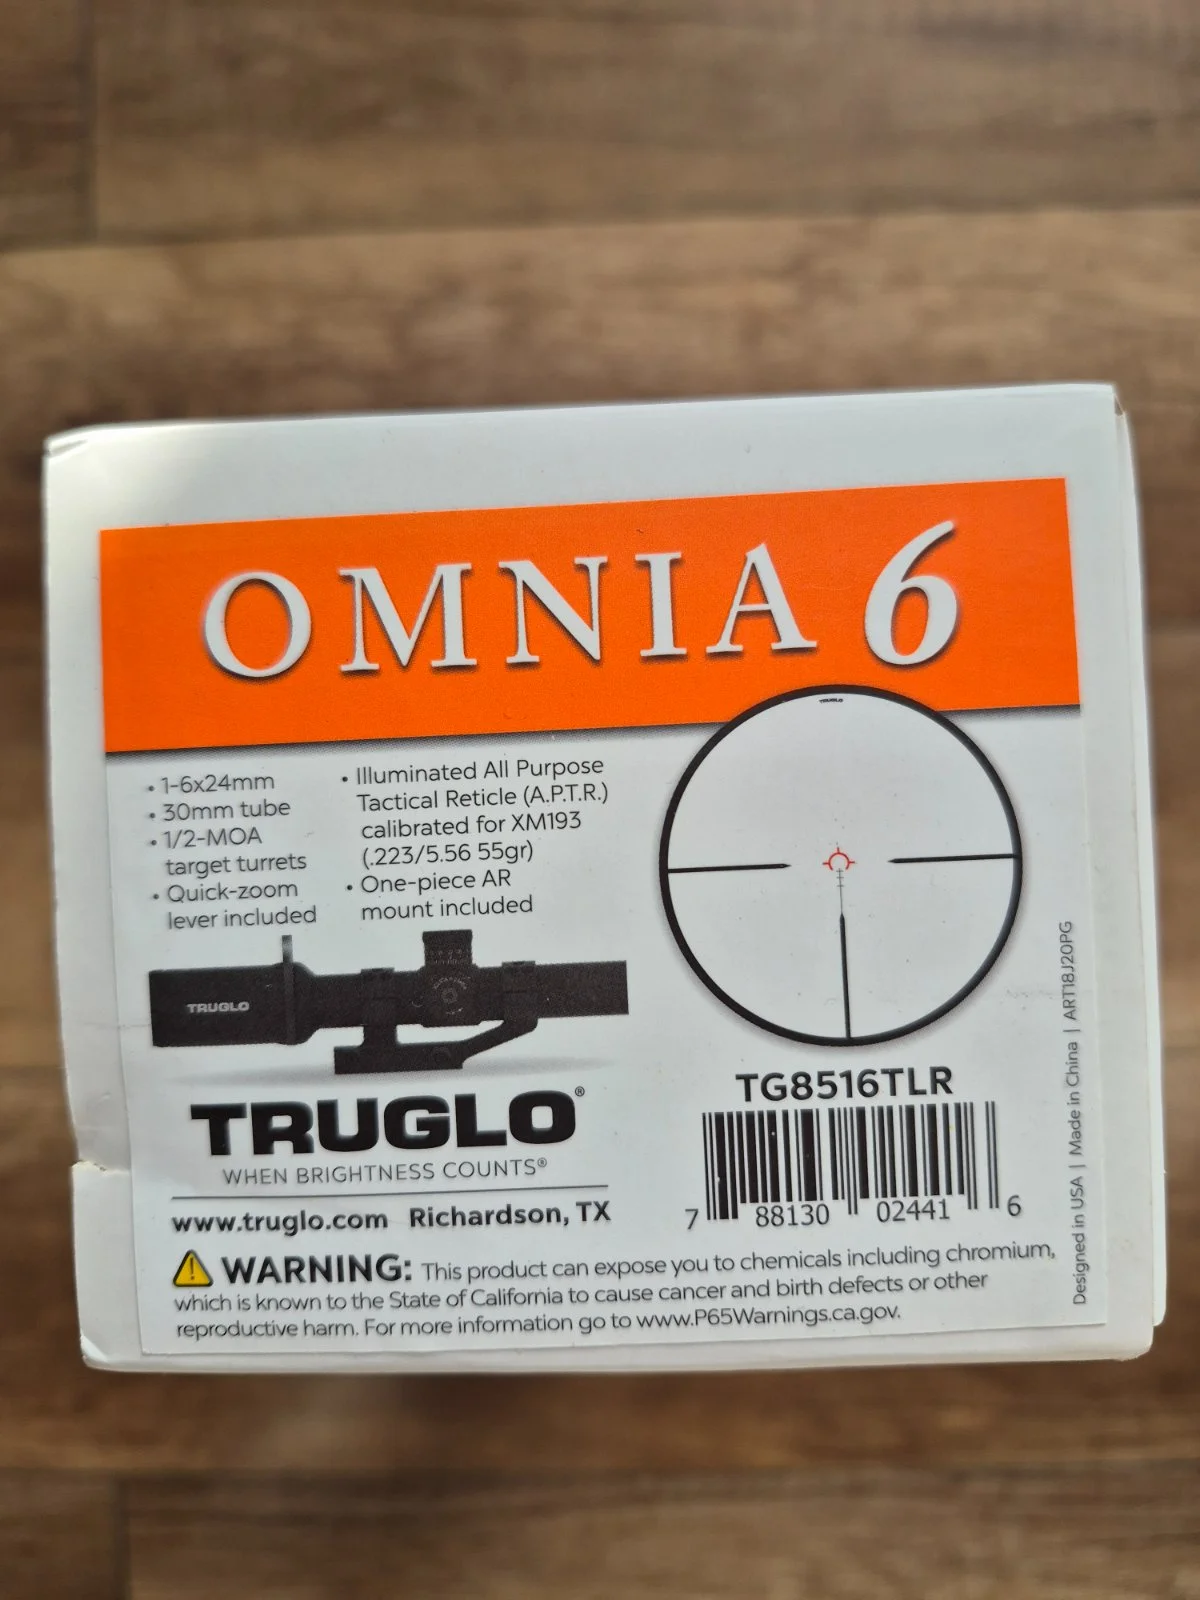 OMNIA 6
• 1-6x24mm
• 30mm tube
• 1/2-MOA
target turrets
• Quick-zoom
lever included
• Illuminated All Purpose
Tactical Reticle (A.P.T.R.)
calibrated for XM193
(.223/5.56 55gr)
• One-piece AR
mount included
TRUGLO
TRUGLO
TRUGLO®
WHEN BRIGHTNESS COUNTS®
www.truglo.com Richardson, TX
TG8516TLR
7 88130 02441 6
⚠ WARNING: This product can expose you to chemicals including chromium,
which is known to the State of California to cause cancer and birth defects or other
reproductive harm. For more information go to www.P65Warnings.ca.gov.
Designed in USA | Made in China | ART18J20PG